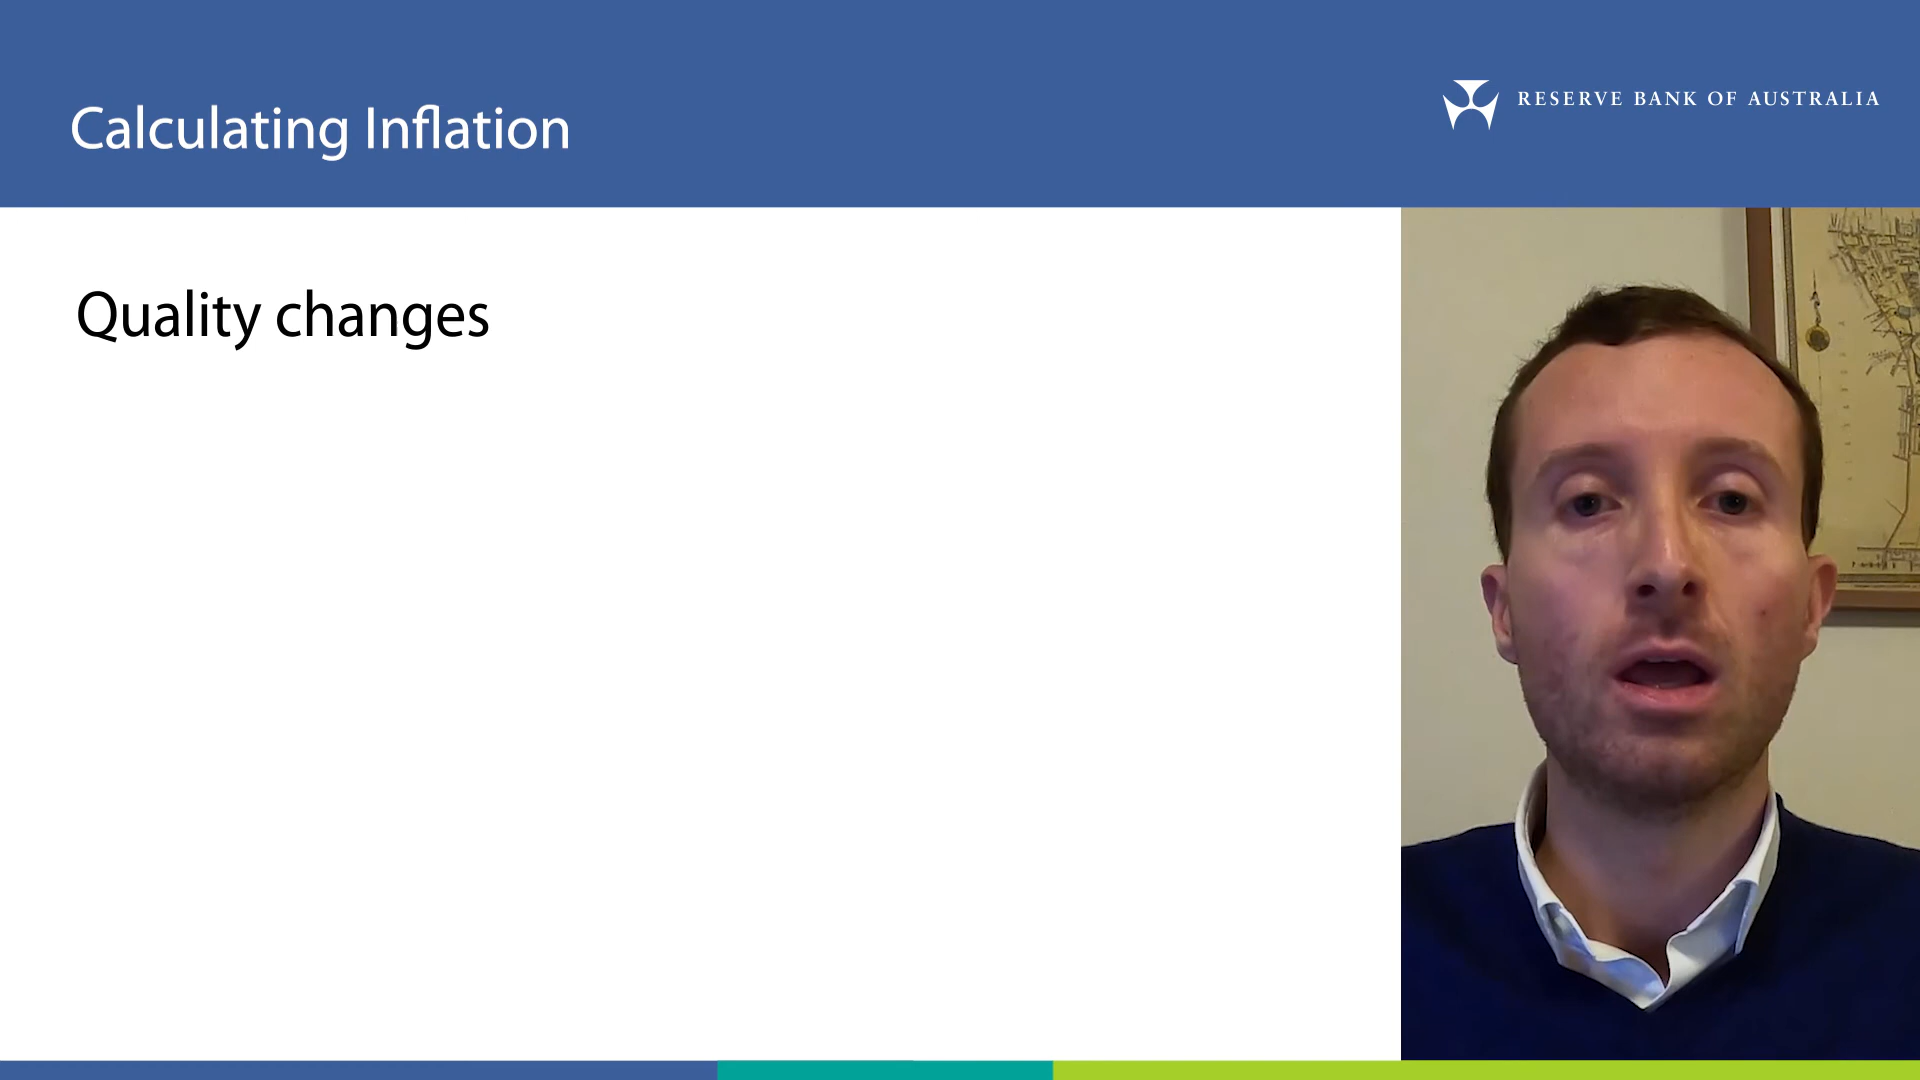 Calculating Inflation
RESERVE BANK OF AUSTRALIA
Quality changes